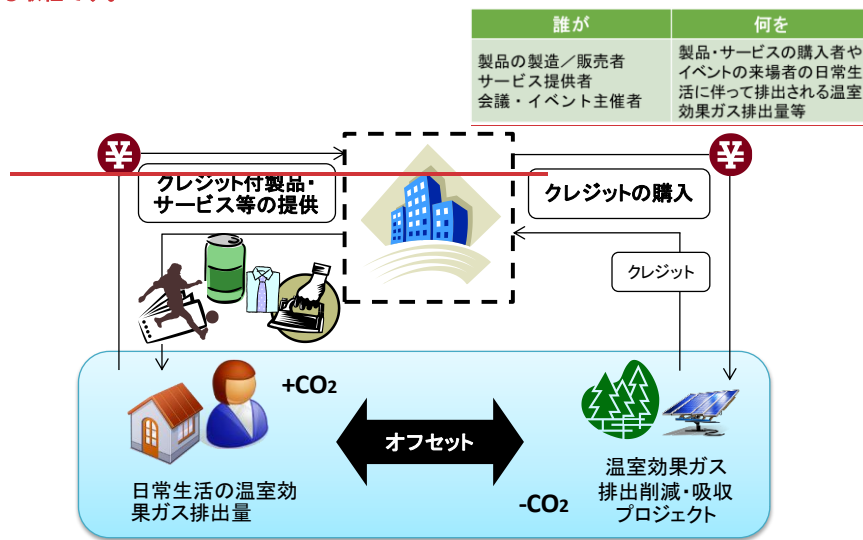 誰が
何を
製品の製造／販売者
サービス提供者
会議・イベント主催者
製品・サービスの購入者や
イベントの来場者の日常生
活に伴って排出される温室
効果ガス排出量等
¥
¥
クレジット付製品・
サービス等の提供
クレジットの購入
クレジット
+CO2
オフセット
日常生活の温室効
果ガス排出量
-CO2
温室効果ガス
排出削減・吸収
プロジェクト